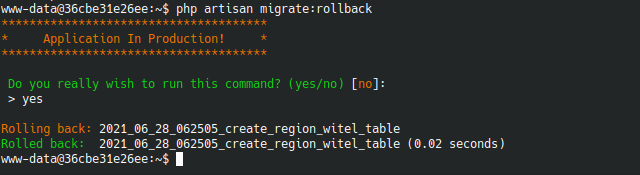 www-data@36cbe31e26ee:~$ php artisan migrate:rollback
**************************************
*     Application In Production!     *
**************************************
Do you really wish to run this command? (yes/no) [no]:
> yes
Rolling back: 2021_06_28_062505_create_region_witel_table
Rolled back:  2021_06_28_062505_create_region_witel_table (0.02 seconds)
www-data@36cbe31e26ee:~$